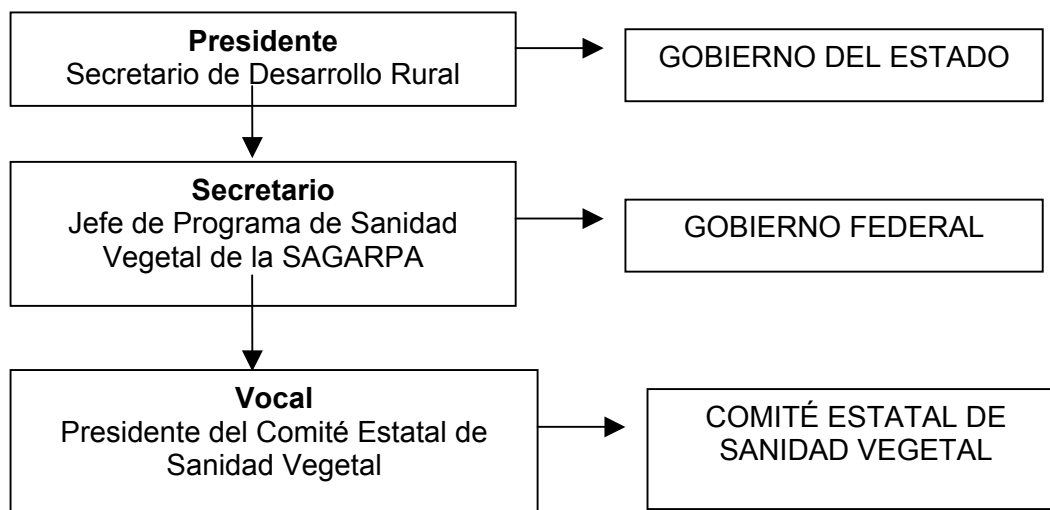 Presidente
Secretario de Desarrollo Rural
GOBIERNO DEL ESTADO
Secretario
Jefe de Programa de Sanidad
Vegetal de la SAGARPA
GOBIERNO FEDERAL
Vocal
Presidente del Comité Estatal de
Sanidad Vegetal
COMITÉ ESTATAL DE
SANIDAD VEGETAL